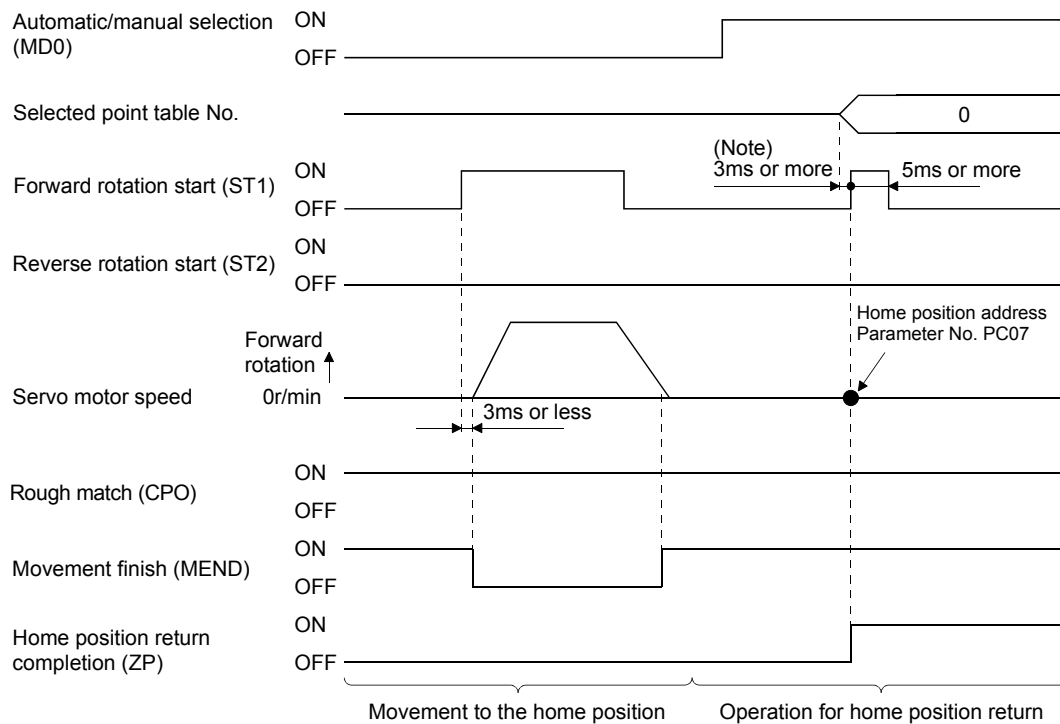 Automatic/manual selection
(MD0)
ON
OFF
Selected point table No.
0
(Note)
3ms or more
5ms or more
Forward rotation start (ST1)
ON
OFF
Reverse rotation start (ST2)
ON
OFF
Home position address
Parameter No. PC07
Forward
rotation
Servo motor speed
0r/min
3ms or less
Rough match (CPO)
ON
OFF
Movement finish (MEND)
ON
OFF
Home position return
completion (ZP)
ON
OFF
Movement to the home position
Operation for home position return